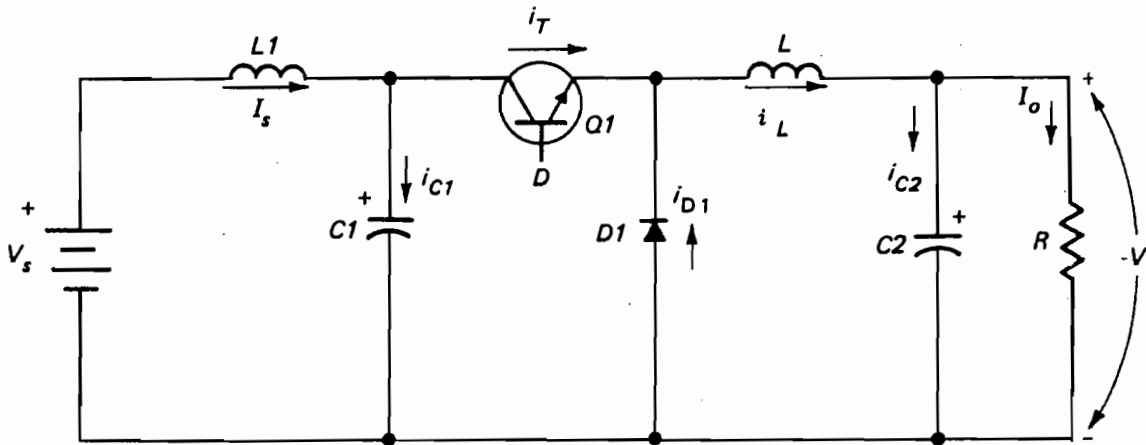 i_T
L1
L
I_s
Q1
i_L
I_o
+
D
i_C1
+
C1
D1
i_D1
i_C2
+
C2
R
-V
+
V_s
-